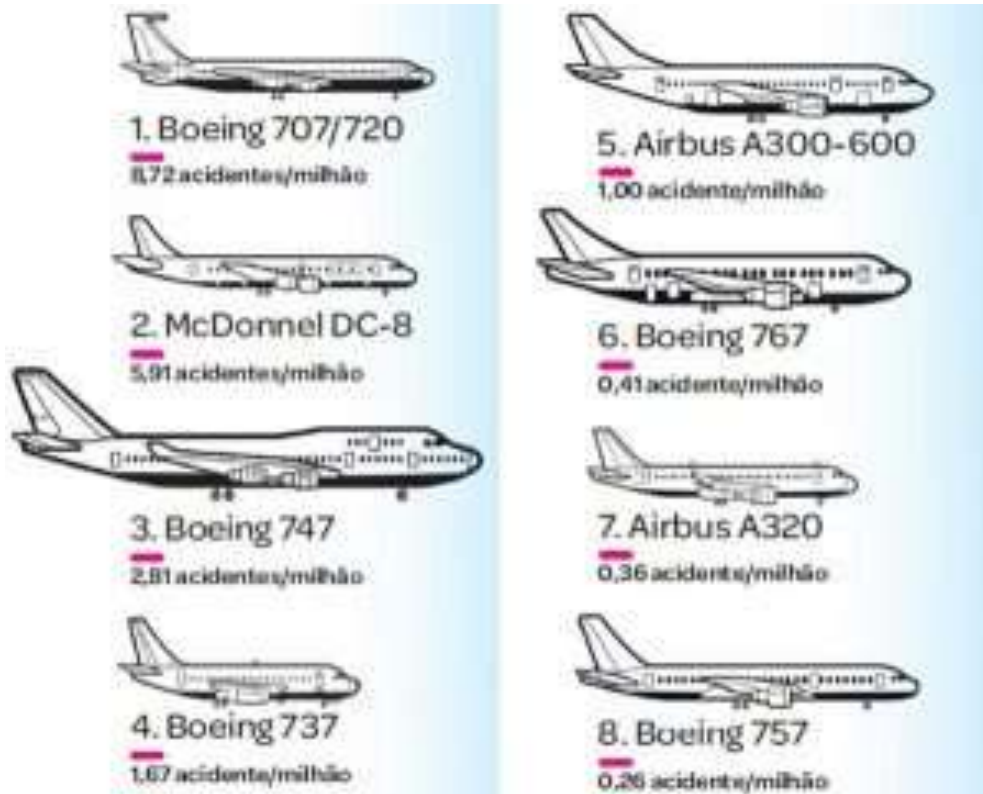 1. Boeing 707/720
8,72 acidentes/milhão
2. McDonnel DC-8
5,91 acidentes/milhão
3. Boeing 747
2,81 acidentes/milhão
4. Boeing 737
1,67 acidente/milhão
5. Airbus A300-600
1,00 acidente/milhão
6. Boeing 767
0,41 acidente/milhão
7. Airbus A320
0,36 acidente/milhão
8. Boeing 757
0,26 acidente/milhão